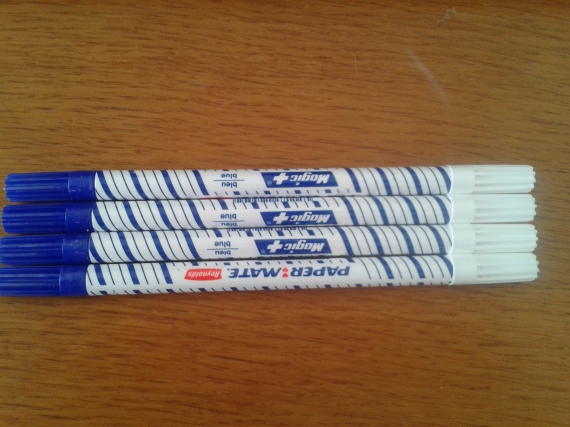 Magic+
bleu
blue
Magic+
bleu
blue
Magic+
bleu
blue
PAPER MATE.
Reynolds